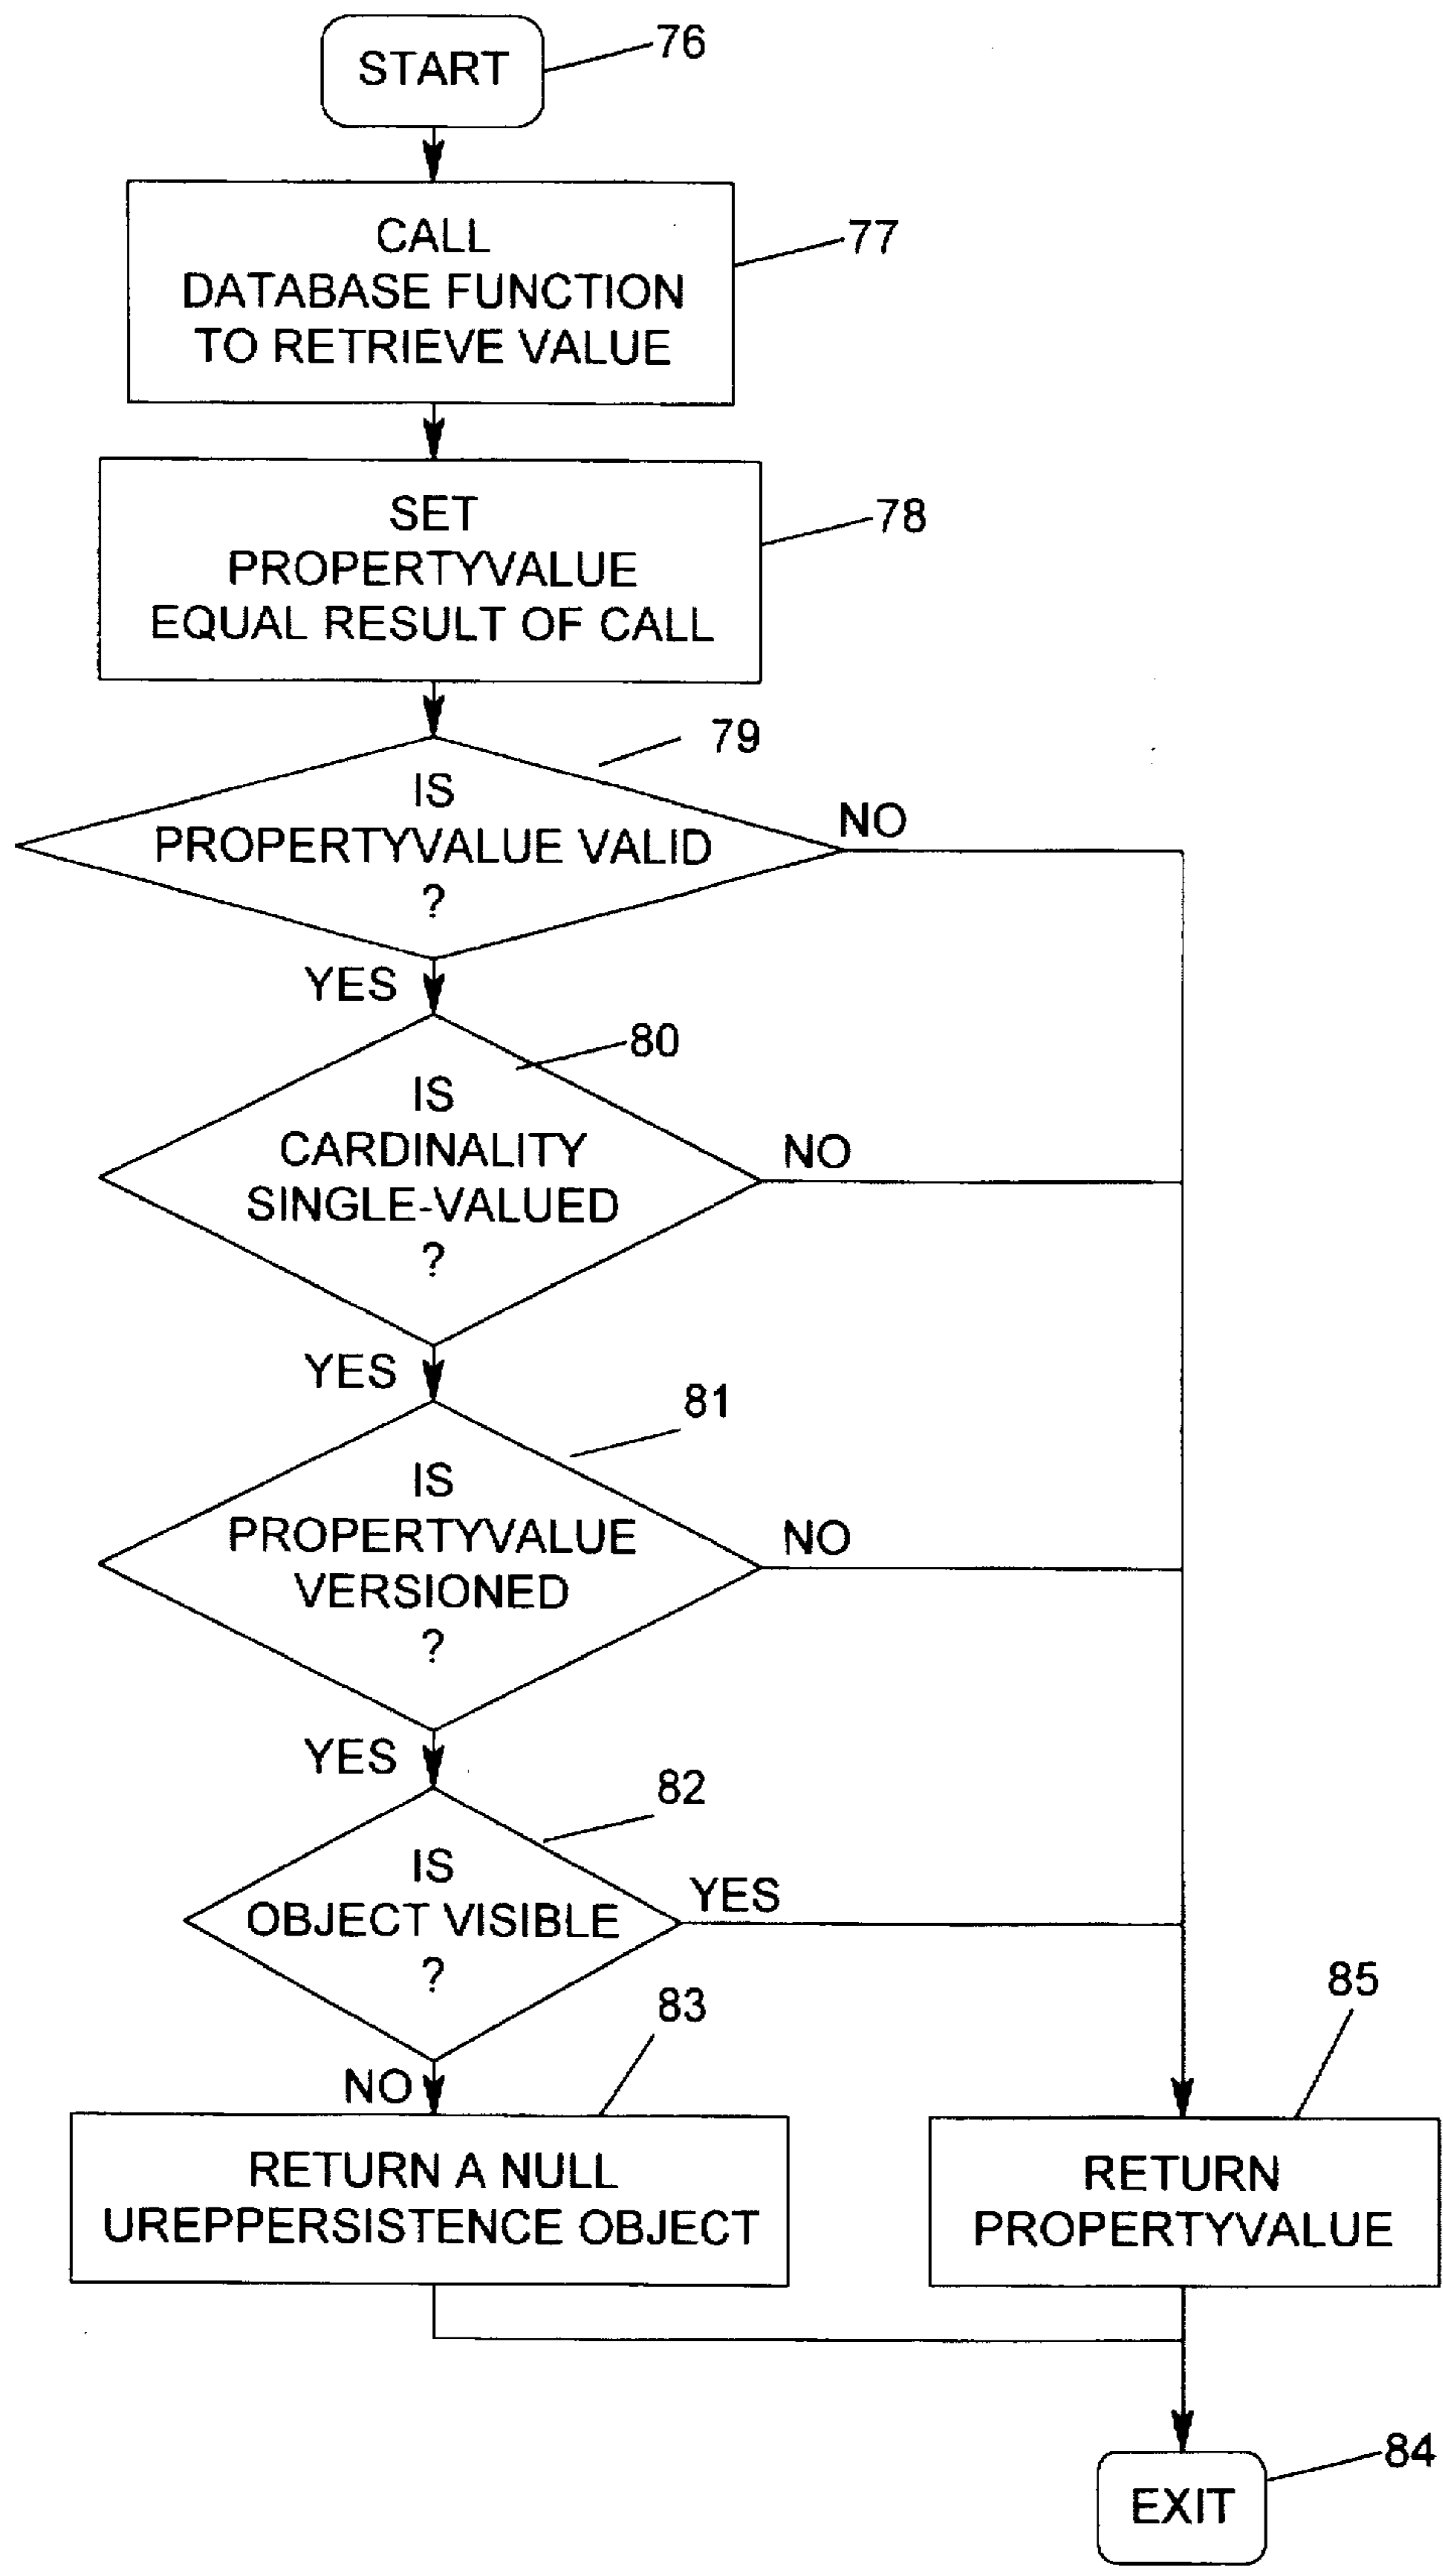 START
76
CALL
DATABASE FUNCTION
TO RETRIEVE VALUE
77
SET
PROPERTYVALUE
EQUAL RESULT OF CALL
78
79
IS
PROPERTYVALUE VALID
?
NO
YES
80
IS
CARDINALITY
SINGLE-VALUED
?
NO
YES
81
IS
PROPERTYVALUE
VERSIONED
?
NO
YES
82
IS
OBJECT VISIBLE
?
YES
NO
83
RETURN A NULL
UREPPERSISTENCE OBJECT
85
RETURN
PROPERTYVALUE
84
EXIT